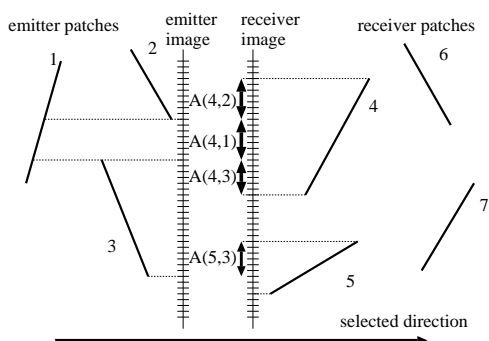 emitter patches
emitter
image
receiver
image
receiver patches
1
2
6
A(4,2)
4
A(4,1)
A(4,3)
3
7
A(5,3)
5
selected direction